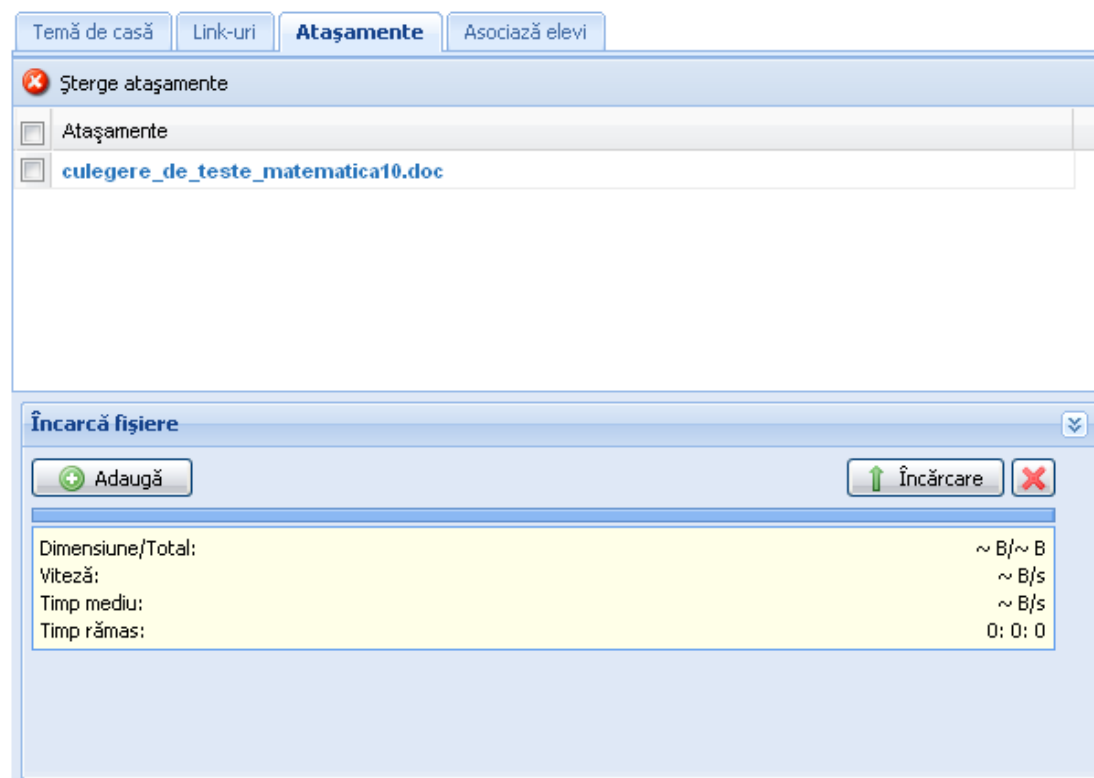 Temă de casă Link-uri Ataşamente Asociază elevi
Şterge ataşamente
Ataşamente
culegere_de_teste_matematica10.doc
Încarcă fişiere
Adaugă Încărcare
Dimensiune/Total: ~ B/~ B
Viteză: ~ B/s
Timp mediu: ~ B/s
Timp rămas: 0: 0: 0